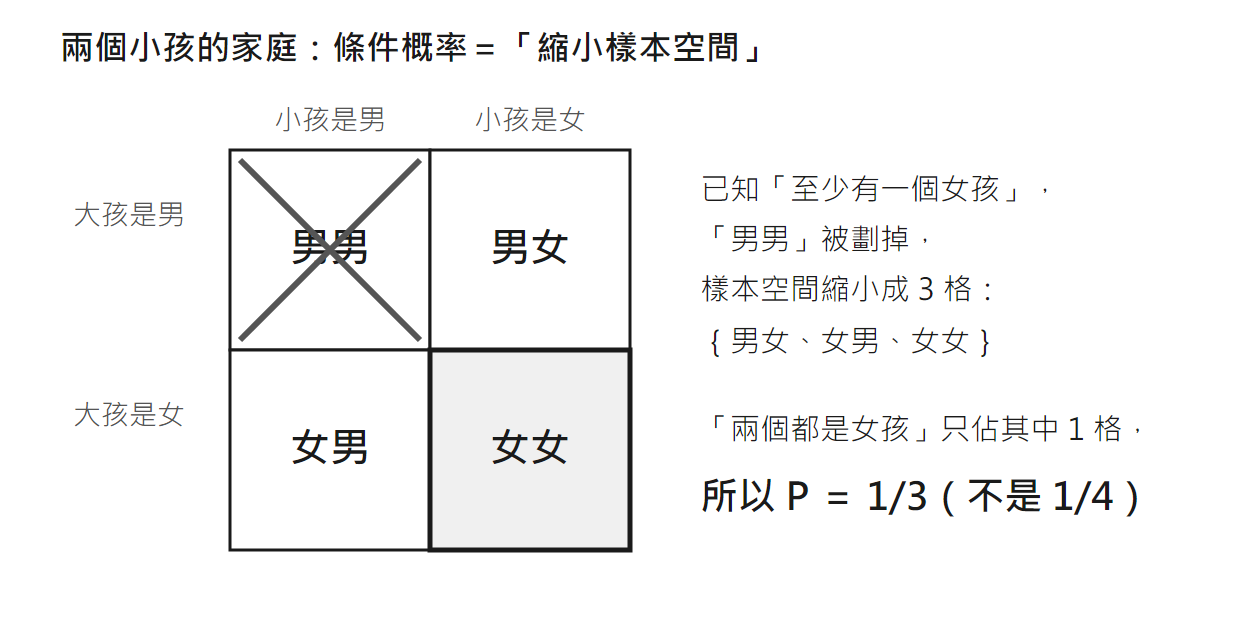 兩個小孩的家庭：條件概率 =「縮小樣本空間」
小孩是男
小孩是女
大孩是男
男男
男女
大孩是女
女男
女女
已知「至少有一個女孩」，
「男男」被劃掉，
樣本空間縮小成 3 格：
{ 男女、女男、女女 }
「兩個都是女孩」只佔其中 1 格，
所以 P = 1/3（不是 1/4）